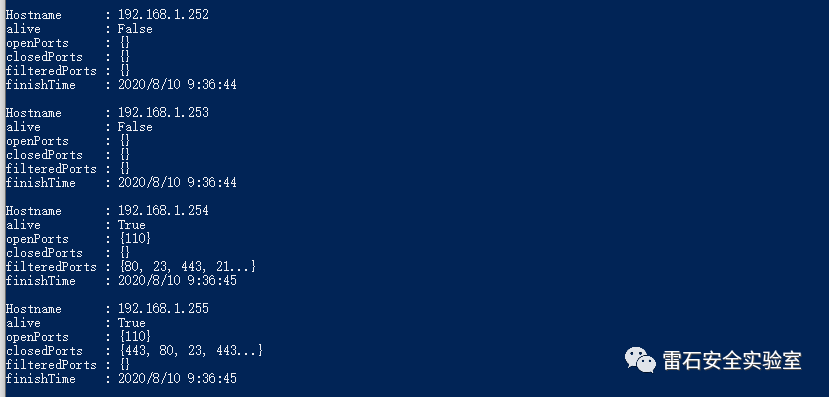 Hostname : 192.168.1.252
alive : False
openPorts : {}
closedPorts : {}
filteredPorts : {}
finishTime : 2020/8/10 9:36:44
Hostname : 192.168.1.253
alive : False
openPorts : {}
closedPorts : {}
filteredPorts : {}
finishTime : 2020/8/10 9:36:44
Hostname : 192.168.1.254
alive : True
openPorts : {110}
closedPorts : {}
filteredPorts : {80, 23, 443, 21...}
finishTime : 2020/8/10 9:36:45
Hostname : 192.168.1.255
alive : True
openPorts : {110}
closedPorts : {443, 80, 23, 443...}
filteredPorts : {}
finishTime : 2020/8/10 9:36:45
雷石安全实验室